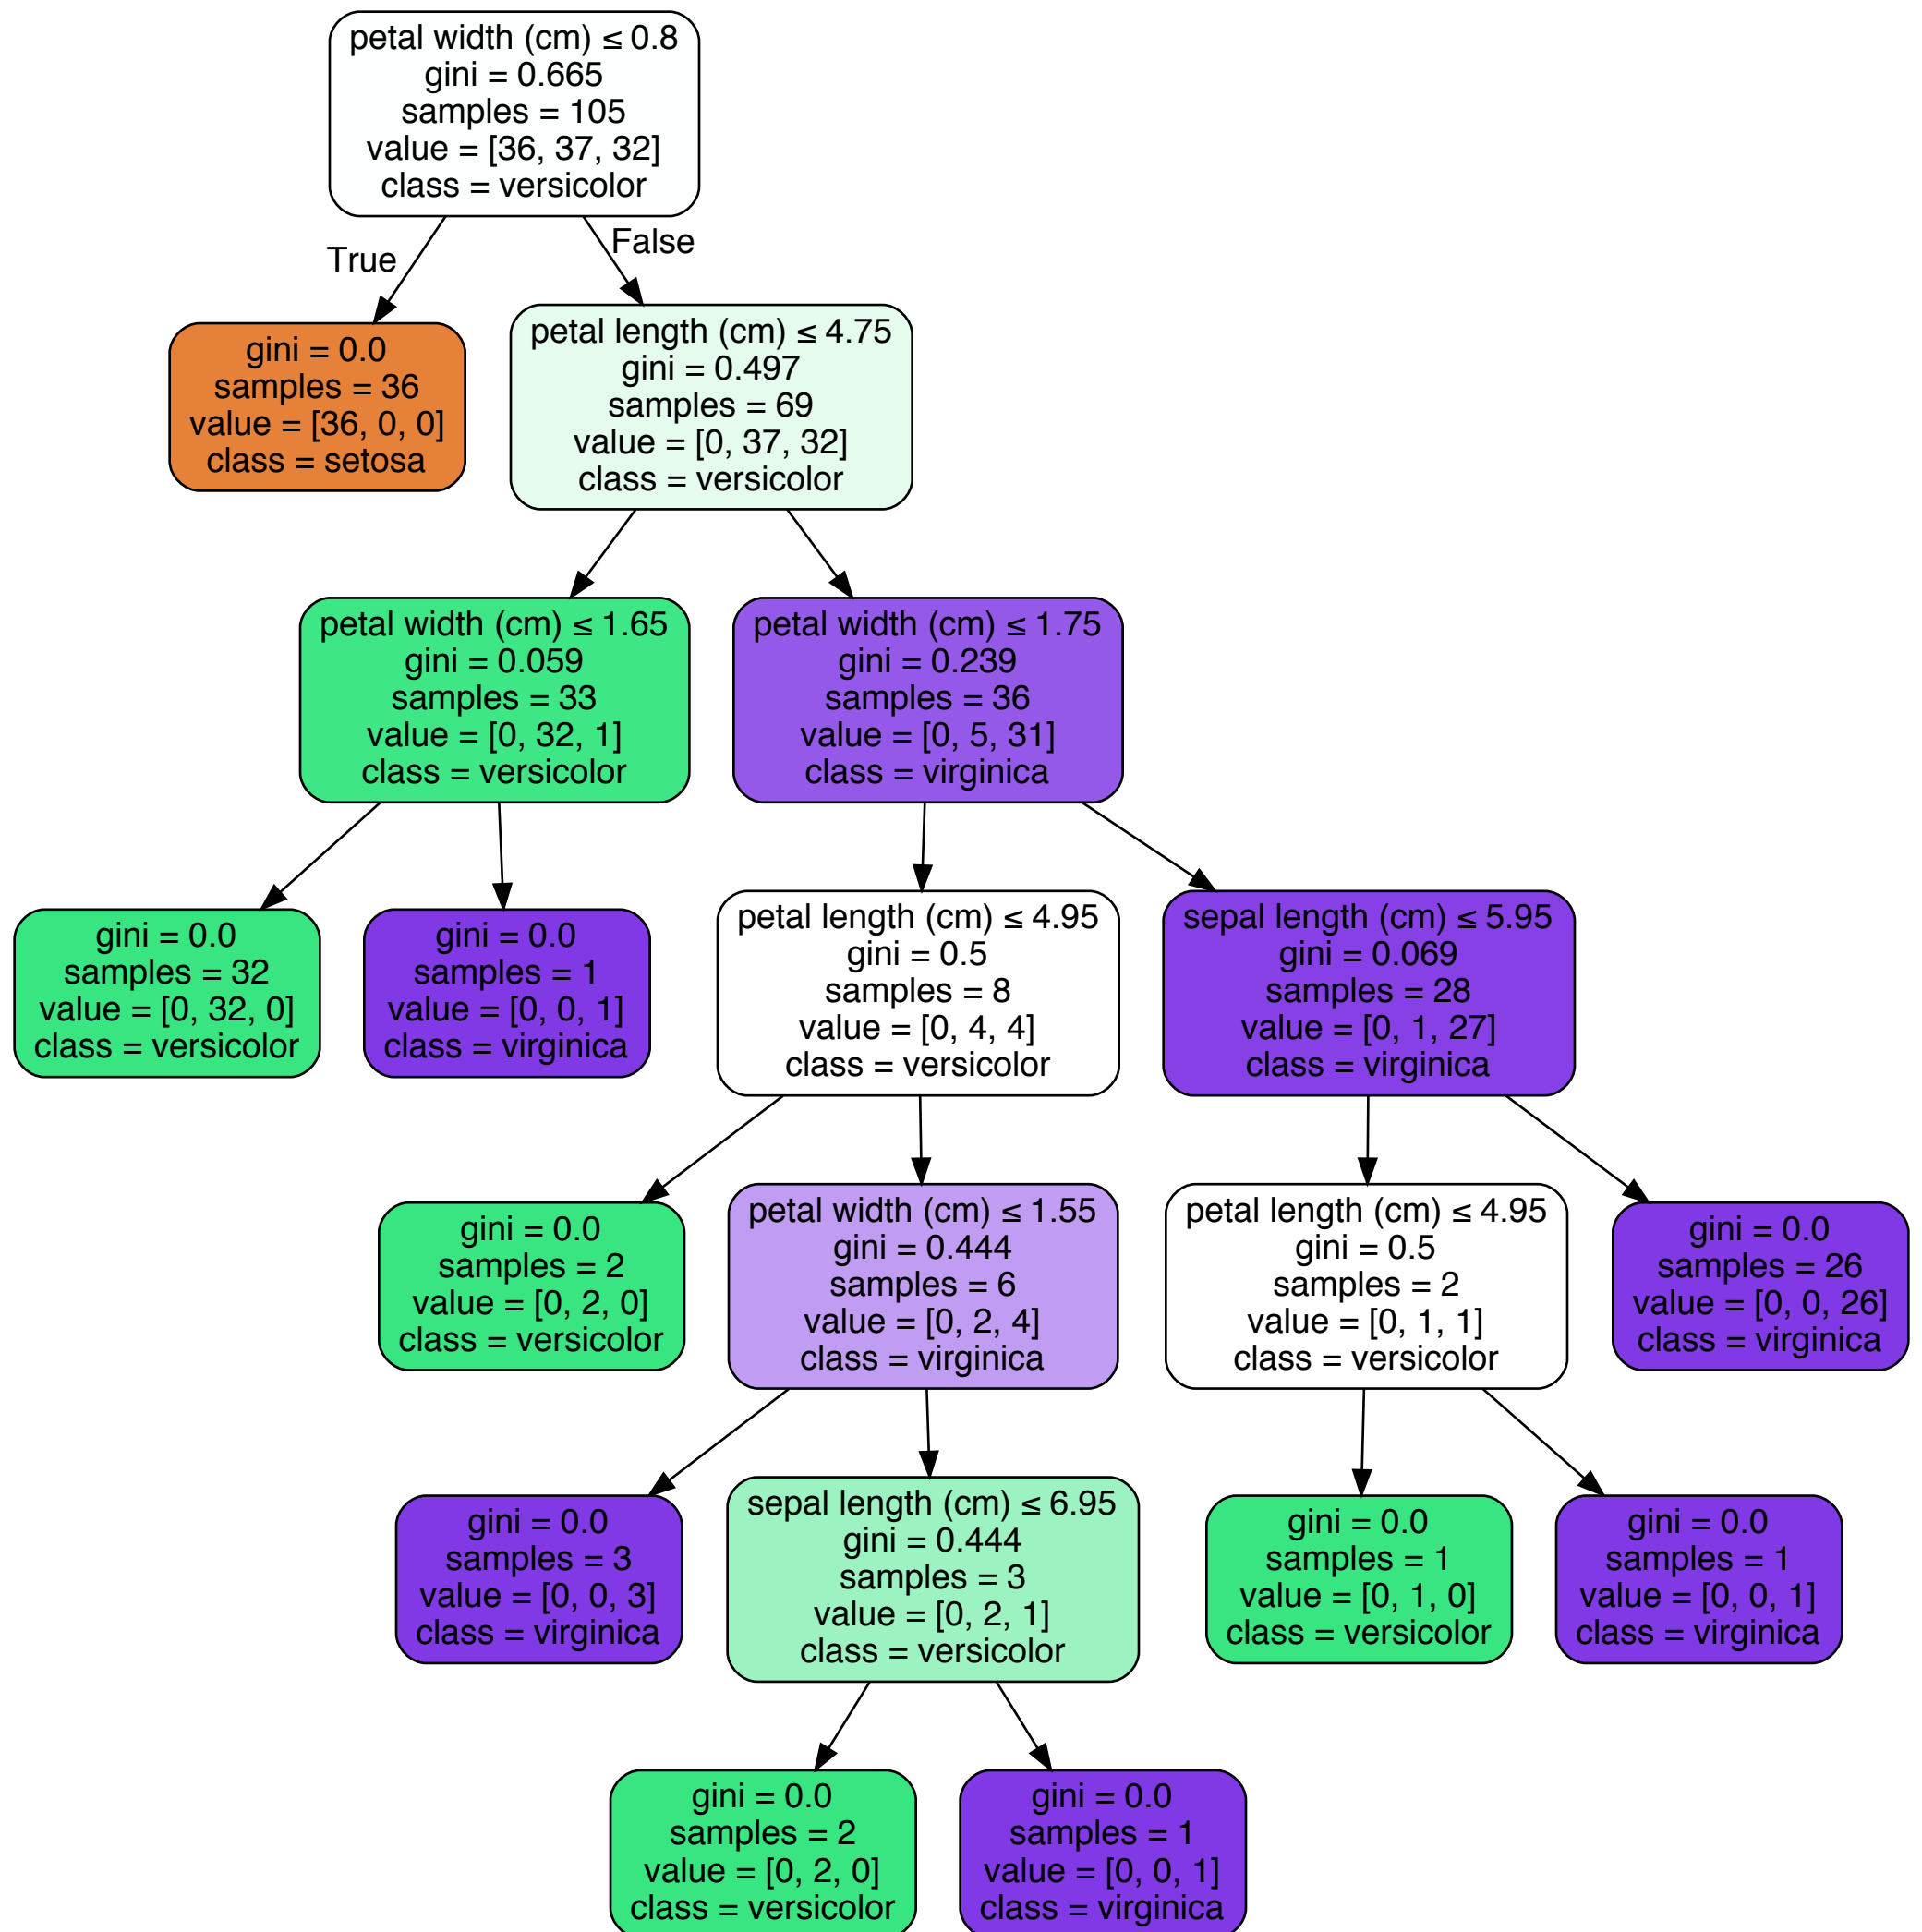 petal width (cm) ≤ 0.8
gini = 0.665
samples = 105
value = [36, 37, 32]
class = versicolor
True
False
gini = 0.0
samples = 36
value = [36, 0, 0]
class = setosa
petal length (cm) ≤ 4.75
gini = 0.497
samples = 69
value = [0, 37, 32]
class = versicolor
petal width (cm) ≤ 1.65
gini = 0.059
samples = 33
value = [0, 32, 1]
class = versicolor
petal width (cm) ≤ 1.75
gini = 0.239
samples = 36
value = [0, 5, 31]
class = virginica
gini = 0.0
samples = 32
value = [0, 32, 0]
class = versicolor
gini = 0.0
samples = 1
value = [0, 0, 1]
class = virginica
petal length (cm) ≤ 4.95
gini = 0.5
samples = 8
value = [0, 4, 4]
class = versicolor
sepal length (cm) ≤ 5.95
gini = 0.069
samples = 28
value = [0, 1, 27]
class = virginica
gini = 0.0
samples = 2
value = [0, 2, 0]
class = versicolor
petal width (cm) ≤ 1.55
gini = 0.444
samples = 6
value = [0, 2, 4]
class = virginica
petal length (cm) ≤ 4.95
gini = 0.5
samples = 2
value = [0, 1, 1]
class = versicolor
gini = 0.0
samples = 26
value = [0, 0, 26]
class = virginica
gini = 0.0
samples = 3
value = [0, 0, 3]
class = virginica
sepal length (cm) ≤ 6.95
gini = 0.444
samples = 3
value = [0, 2, 1]
class = versicolor
gini = 0.0
samples = 1
value = [0, 1, 0]
class = versicolor
gini = 0.0
samples = 1
value = [0, 0, 1]
class = virginica
gini = 0.0
samples = 2
value = [0, 2, 0]
class = versicolor
gini = 0.0
samples = 1
value = [0, 0, 1]
class = virginica